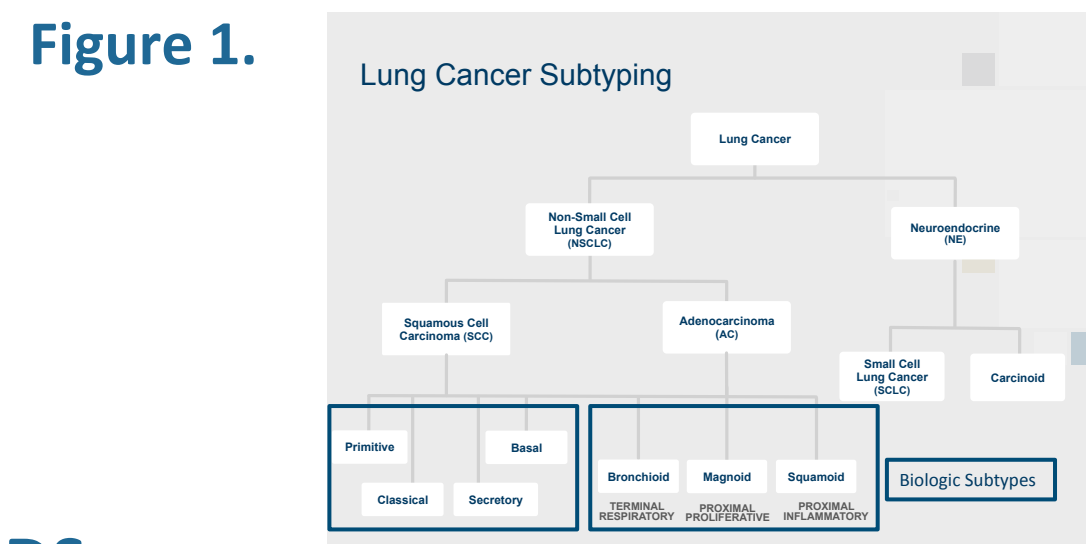 Figure 1.
Lung Cancer Subtyping
Lung Cancer
Non-Small Cell
Lung Cancer
(NSCLC)
Neuroendocrine
(NE)
Squamous Cell
Carcinoma (SCC)
Adenocarcinoma
(AC)
Small Cell
Lung Cancer
(SCLC)
Carcinoid
Primitive
Basal
Classical
Secretory
Bronchioid
Magnoid
Squamoid
TERMINAL
RESPIRATORY
PROXIMAL
PROLIFERATIVE
PROXIMAL
INFLAMMATORY
Biologic Subtypes